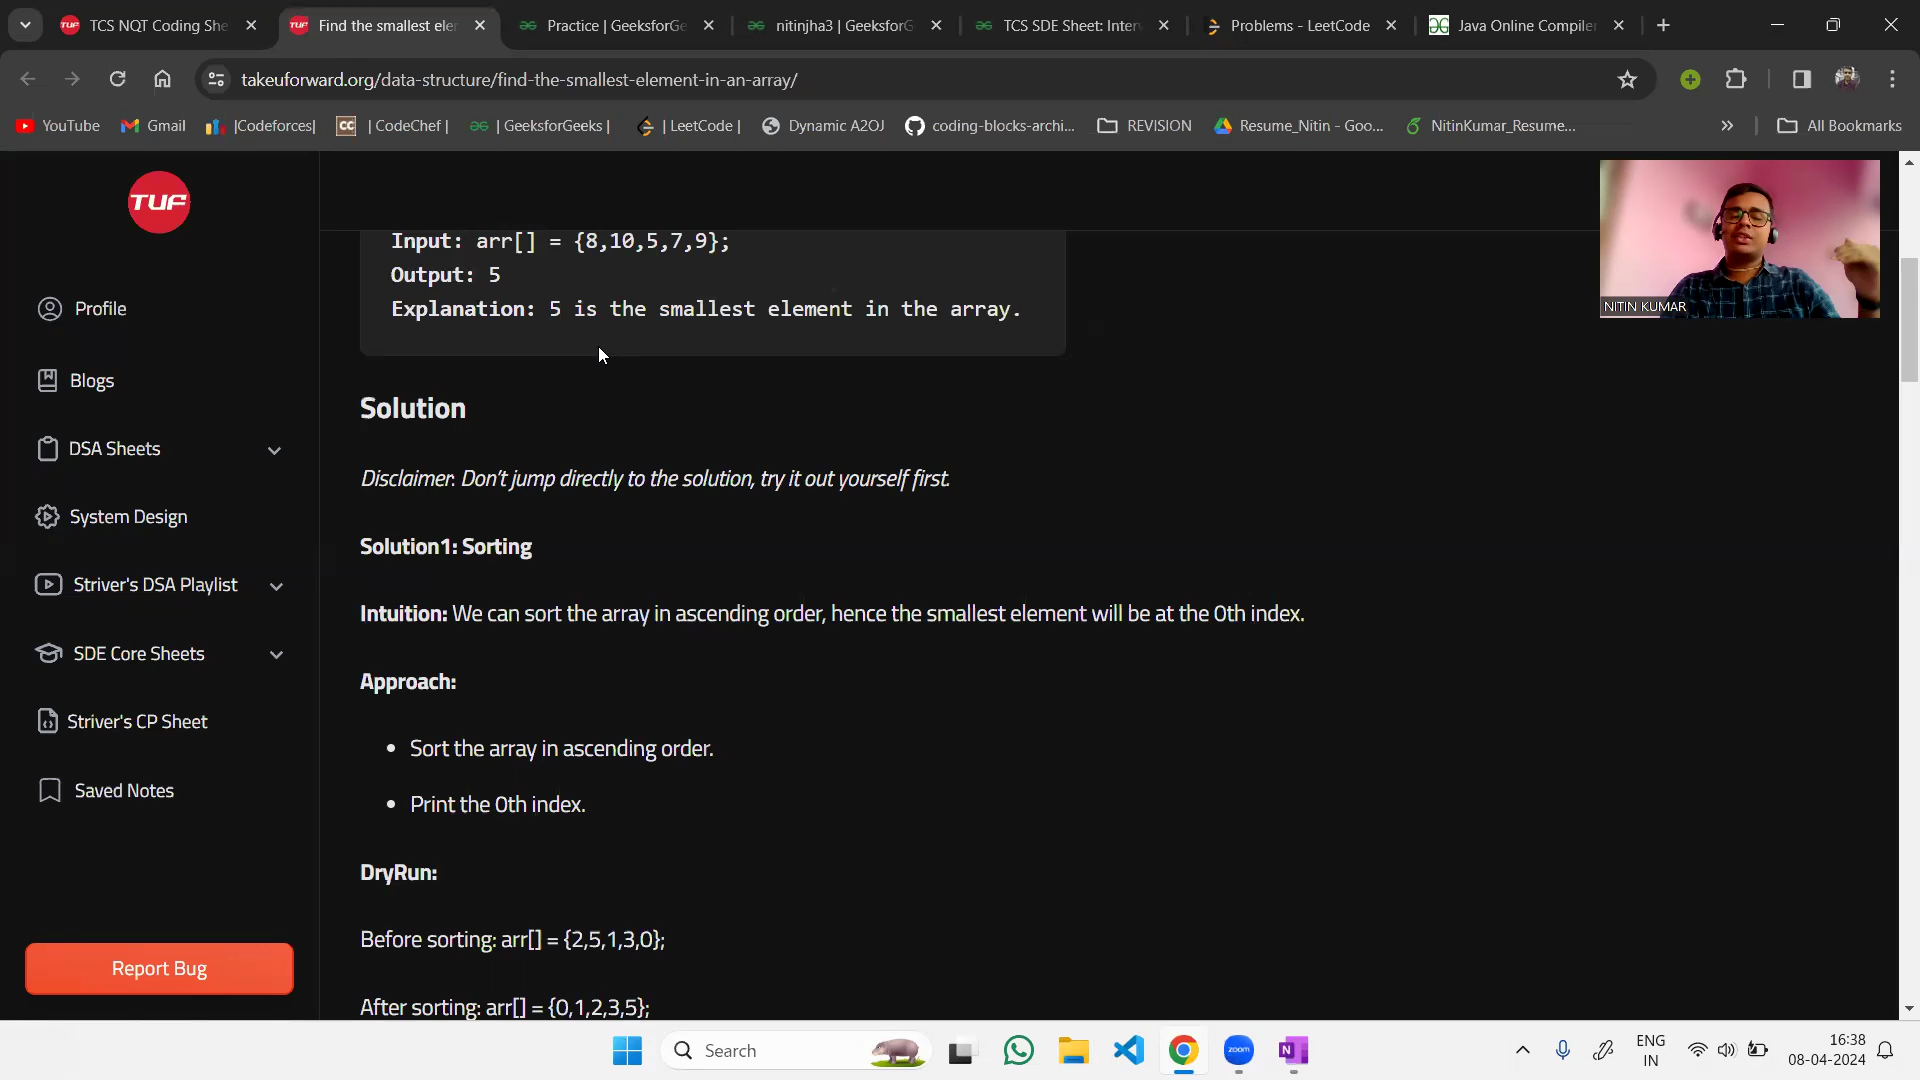 TCS NQT Coding She
Find the smallest eler
Practice | GeeksforGe
nitinjha3 | GeeksforG
TCS SDE Sheet: Interv
Problems - LeetCode
Java Online Compiler
takeuforward.org/data-structure/find-the-smallest-element-in-an-array/
YouTube
Gmail
|Codeforces|
CC
| CodeChef |
| GeeksforGeeks |
| LeetCode |
Dynamic A2OJ
coding-blocks-archi...
REVISION
Resume_Nitin - Goo...
NitinKumar_Resume...
All Bookmarks
TUF
Profile
Blogs
DSA Sheets
System Design
Striver's DSA Playlist
SDE Core Sheets
Striver's CP Sheet
Saved Notes
Report Bug
Input: arr[] = {8,10,5,7,9};
Output: 5
Explanation: 5 is the smallest element in the array.
Solution
Disclaimer: Don't jump directly to the solution, try it out yourself first.
Solution1: Sorting
Intuition: We can sort the array in ascending order, hence the smallest element will be at the 0th index.
Approach:
• Sort the array in ascending order.
• Print the 0th index.
DryRun:
Before sorting: arr[] = {2,5,1,3,0};
After sorting: arr[] = {0,1,2,3,5};
NITIN KUMAR
Search
zoom
N
ENG
IN
16:38
08-04-2024